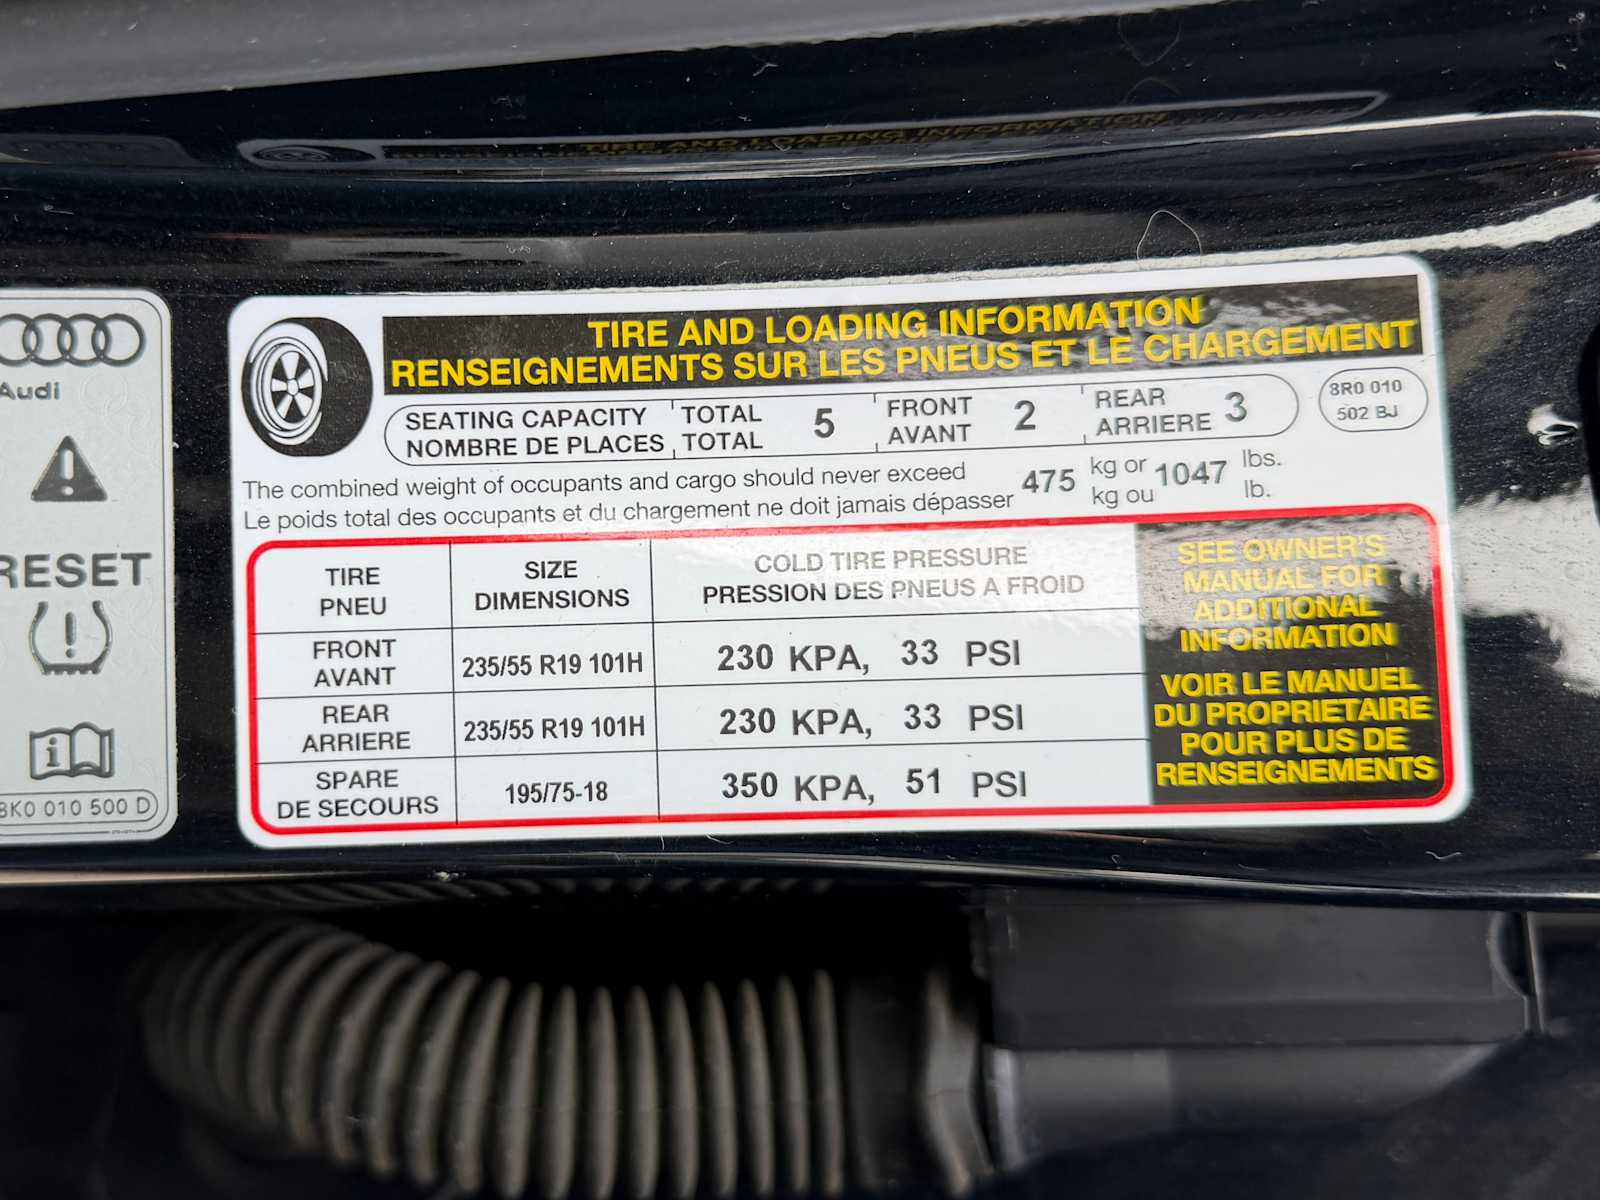 TIRE AND LOADING INFORMATION
RENSEIGNEMENTS SUR LES PNEUS ET LE CHARGEMENT
SEATING CAPACITY TOTAL 5 FRONT 2 REAR 3
NOMBRE DE PLACES TOTAL AVANT ARRIERE
8R0 010
502 BJ
The combined weight of occupants and cargo should never exceed 475 kg or 1047 lbs.
Le poids total des occupants et du chargement ne doit jamais dépasser kg ou lb.
TIRE SIZE COLD TIRE PRESSURE
PNEU DIMENSIONS PRESSION DES PNEUS A FROID
FRONT
AVANT 235/55 R19 101H 230 KPA, 33 PSI
REAR
ARRIERE 235/55 R19 101H 230 KPA, 33 PSI
SPARE
DE SECOURS 195/75-18 350 KPA, 51 PSI
SEE OWNER'S
MANUAL FOR
ADDITIONAL
INFORMATION
VOIR LE MANUEL
DU PROPRIETAIRE
POUR PLUS DE
RENSEIGNEMENTS
Audi
RESET
8K0 010 500 D